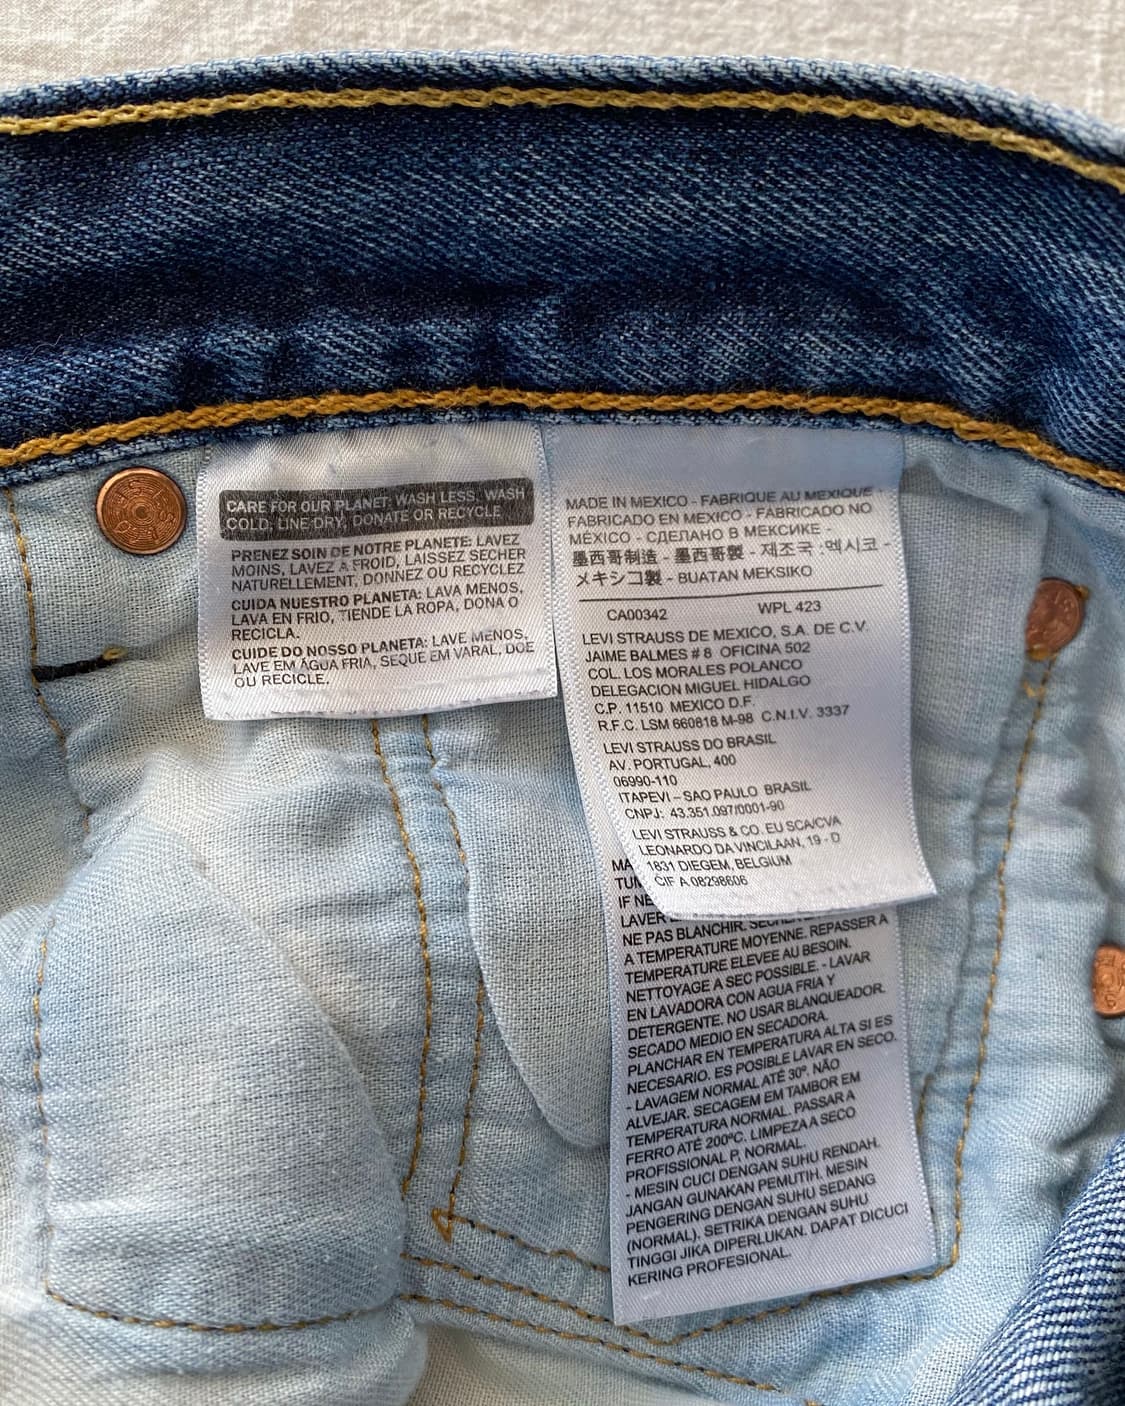 CARE FOR OUR PLANET: WASH LESS, WASH
COLD, LINE DRY, DONATE OR RECYCLE
PRENEZ SOIN DE NOTRE PLANETE: LAVEZ
MOINS, LAVEZ A FROID, LAISSEZ SECHER
NATURELLEMENT, DONNEZ OU RECYCLEZ
CUIDA NUESTRO PLANETA: LAVA MENOS,
LAVA EN FRIO, TIENDE LA ROPA, DONA O
RECICLA.
CUIDE DO NOSSO PLANETA: LAVE MENOS,
LAVE EM ÁGUA FRIA, SEQUE EM VARAL, DOE
OU RECICLE.
MADE IN MEXICO - FABRIQUE AU MEXIQUE
FABRICADO EN MEXICO - FABRICADO NO
MÉXICO - СДЕЛАНО В МЕКСИКЕ -
墨西哥制造 - 墨西哥製 - 제조국 :멕시코 -
メキシコ製 - BUATAN MEKSIKO
CA00342 WPL 423
LEVI STRAUSS DE MEXICO, S.A. DE C.V.
JAIME BALMES # 8 OFICINA 502
COL. LOS MORALES POLANCO
DELEGACION MIGUEL HIDALGO
C.P. 11510 MEXICO D.F.
R.F.C. LSM 660818 M-98 C.N.I.V. 3337
LEVI STRAUSS DO BRASIL
AV. PORTUGAL, 400
06990-110
ITAPEVI – SAO PAULO BRASIL
CNPJ: 43.351.097/0001-90
LEVI STRAUSS & CO. EU SCA/CVA
LEONARDO DA VINCILAAN, 19 - D
1831 DIEGEM, BELGIUM
CIF A 08298606
MA
TUM
IF NE
LAVER
NE PAS BLANCHIR. SECHER
A TEMPERATURE MOYENNE. REPASSER A
TEMPERATURE ELEVEE AU BESOIN.
NETTOYAGE A SEC POSSIBLE. - LAVAR
EN LAVADORA CON AGUA FRIA Y
DETERGENTE. NO USAR BLANQUEADOR.
SECADO MEDIO EN SECADORA.
PLANCHAR EN TEMPERATURA ALTA SI ES
NECESARIO. ES POSIBLE LAVAR EN SECO.
- LAVAGEM NORMAL ATÉ 30º. NÃO
ALVEJAR. SECAGEM EM TAMBOR EM
TEMPERATURA NORMAL. PASSAR A
FERRO ATÉ 200ºC. LIMPEZA A SECO
PROFISSIONAL P, NORMAL.
- MESIN CUCI DENGAN SUHU RENDAH.
JANGAN GUNAKAN PEMUTIH. MESIN
PENGERING DENGAN SUHU SEDANG
(NORMAL). SETRIKA DENGAN SUHU
TINGGI JIKA DIPERLUKAN. DAPAT DICUCI
KERING PROFESIONAL.